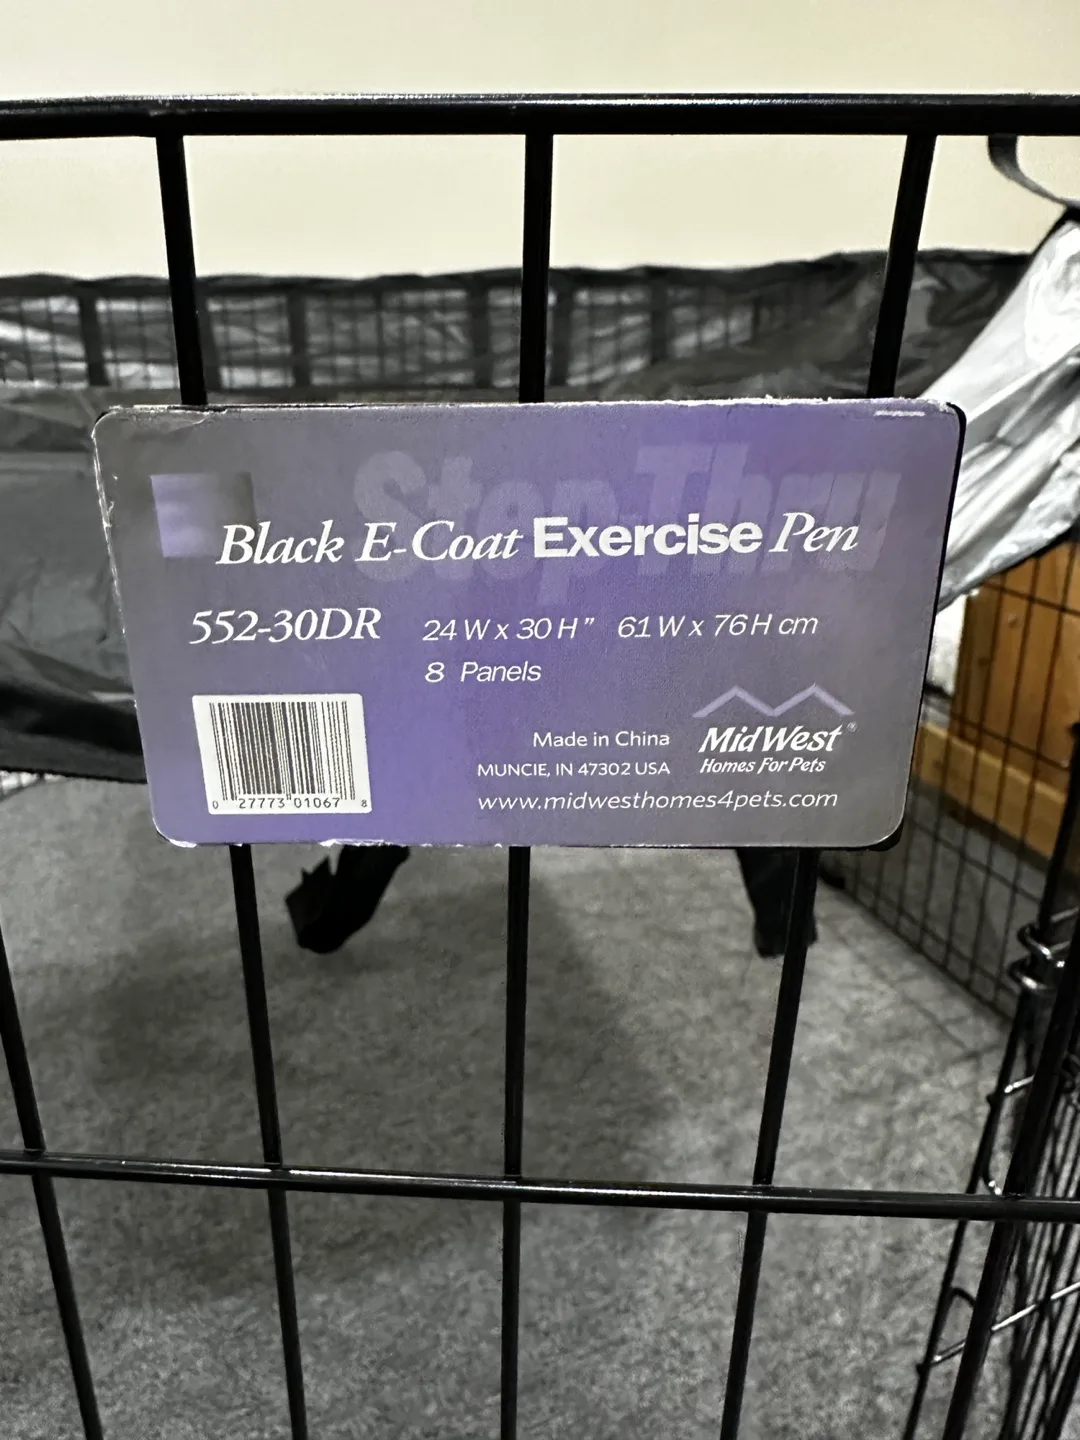 Step-Thru
Black E-Coat Exercise Pen
552-30DR 24 W x 30 H" 61 W x 76 H cm
8 Panels
Made in China
MUNCIE, IN 47302 USA
www.midwesthomes4pets.com
MidWest®
Homes For Pets
0 27773 01067 8